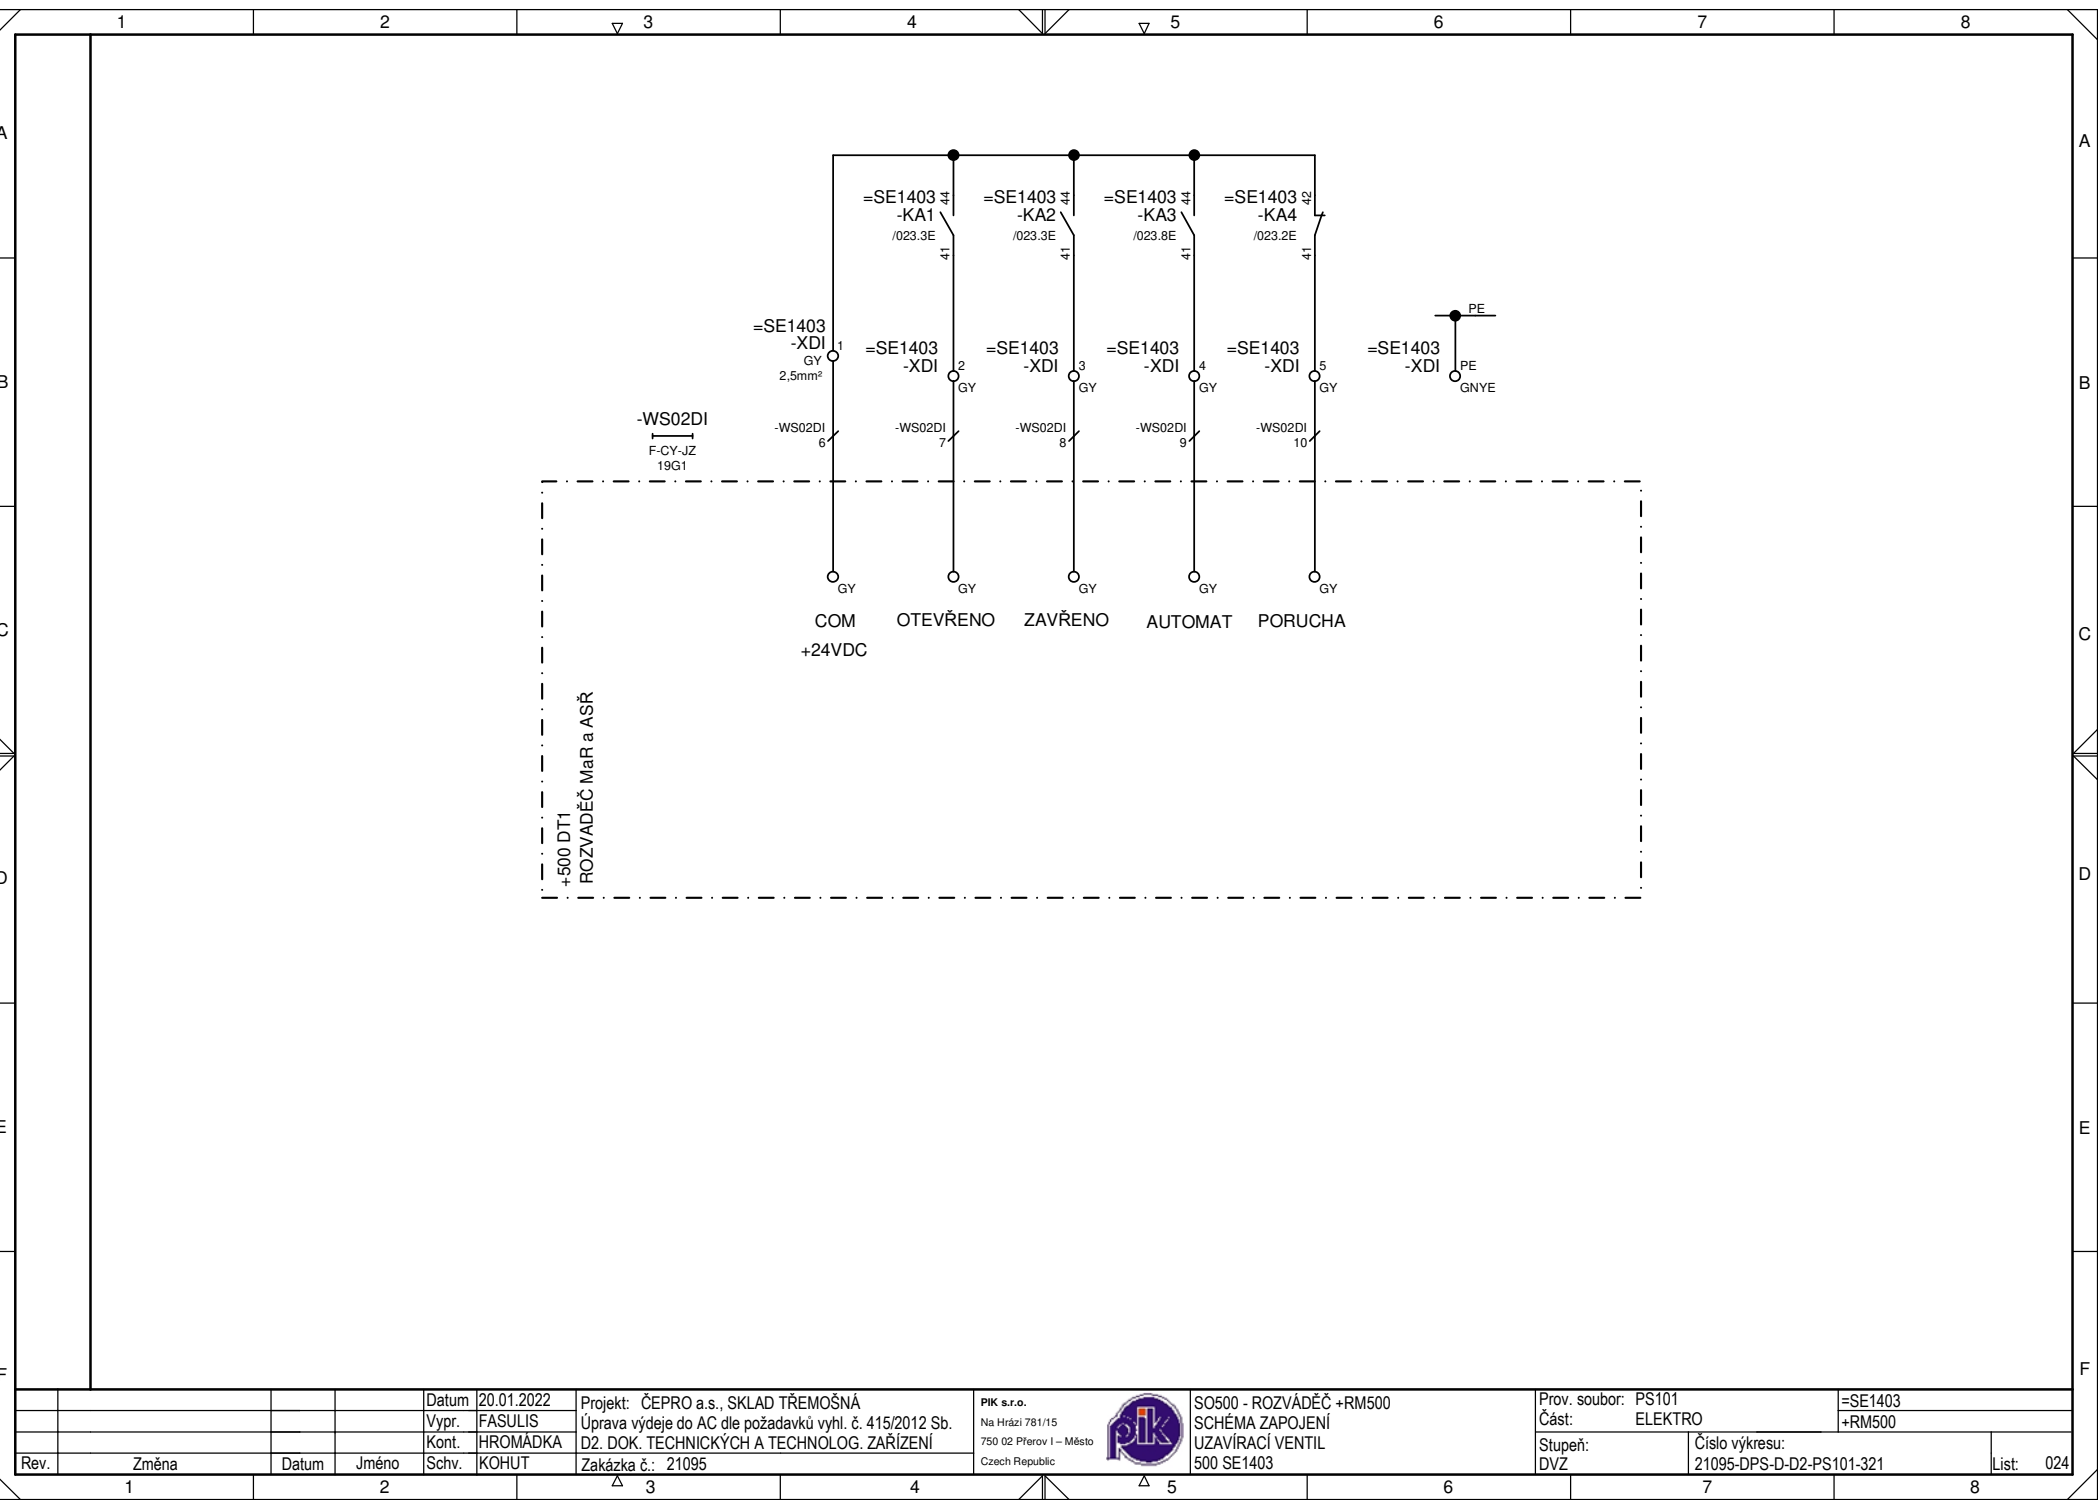 1 2 3 4 5 6 7 8
A A
=SE1403 44 =SE1403 44 =SE1403 44 =SE1403 42
-KA1 -KA2 -KA3 -KA4
/023.3E /023.3E /023.8E /023.2E
41 41 41 41
PE
=SE1403
-XDI 1
GY
2,5mm²
=SE1403 =SE1403 =SE1403 =SE1403 =SE1403
-XDI 2 -XDI 3 -XDI 4 -XDI 5 -XDI PE
GY GY GY GY GNYE
B B
-WS02DI
F-CY-JZ
19G1
-WS02DI -WS02DI -WS02DI -WS02DI -WS02DI
6 7 8 9 10
GY GY GY GY GY
COM OTEVŘENO ZAVŘENO AUTOMAT PORUCHA
+24VDC
C C
+500 DT1
ROZVADĚČ MaR a ASŘ
D D
E E
F F
Datum 20.01.2022
Vypr. FASULIS
Kont. HROMÁDKA
Rev. Změna Datum Jméno Schv. KOHUT
Projekt: ČEPRO a.s., SKLAD TŘEMOŠNÁ
Úprava výdeje do AC dle požadavků vyhl. č. 415/2012 Sb.
D2. DOK. TECHNICKÝCH A TECHNOLOG. ZAŘÍZENÍ
Zakázka č.: 21095
PIK s.r.o.
Na Hrázi 781/15
750 02 Přerov I – Město
Czech Republic
pik
SO500 - ROZVÁDĚČ +RM500
SCHÉMA ZAPOJENÍ
UZAVÍRACÍ VENTIL
500 SE1403
Prov. soubor: PS101
Část: ELEKTRO
=SE1403
+RM500
Stupeň:
DVZ
Číslo výkresu:
21095-DPS-D-D2-PS101-321
List: 024
1 2 3 4 5 6 7 8